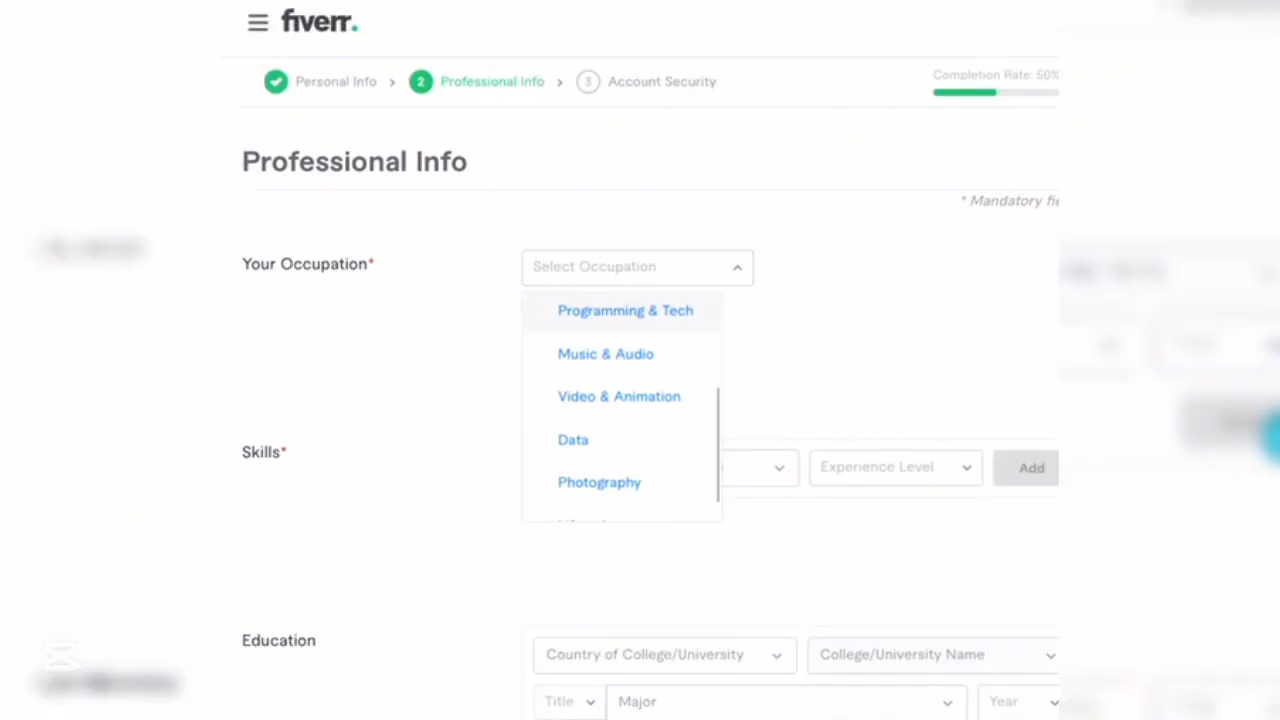 fiverr.
Personal Info > 2 Professional Info > 3 Account Security
Completion Rate: 50%
Professional Info
* Mandatory
Your Occupation*
Select Occupation
Programming & Tech
Music & Audio
Video & Animation
Data
Photography
Skills*
Experience Level
Add
Education
Country of College/University
College/University Name
Title
Major
Year